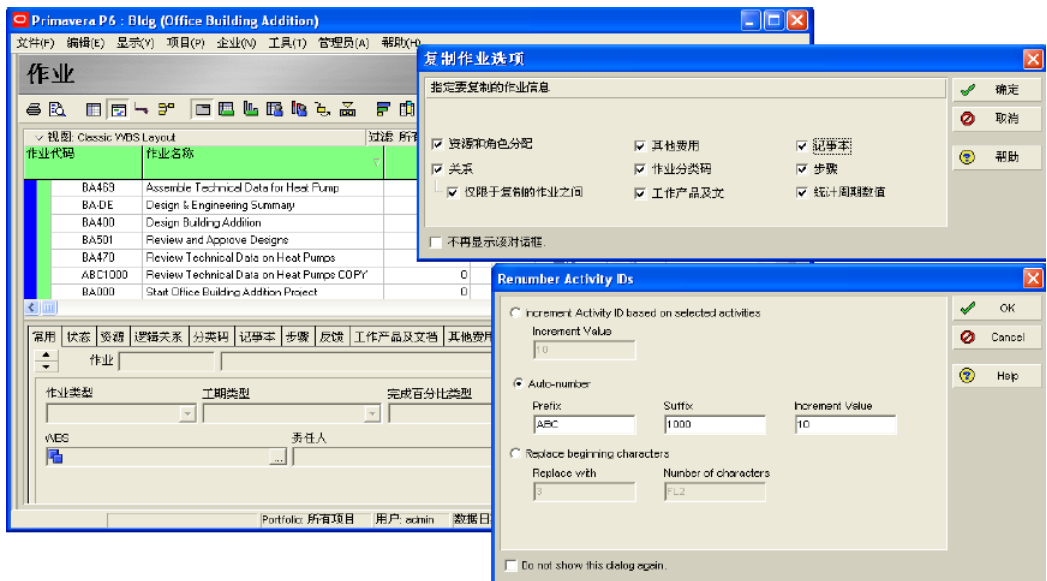 Primavera P6 : Bldg (Office Building Addition)
文件(F) 编辑(E) 显示(V) 项目(P) 企业(N) 工具(T) 管理员(A) 帮助(H)
作业
视图: Classic WBS Layout 过滤 所有
作业代码 作业名称
BA469 Assemble Technical Data for Heat Pump
BA-DE Design & Engineering Summary
BA400 Design Building Addition
BA501 Review and Approve Designs
BA470 Review Technical Data on Heat Pumps
ABC1000 Review Technical Data on Heat Pumps COPY 0
BA000 Start Office Building Addition Project 0
常用 状态 资源 逻辑关系 分类码 记事本 步骤 反馈 工作产品及文档 其他费用
作业
作业类型 工期类型 完成百分比类型
WBS 责任人
...
Portfolio: 所有项目 用户: admin 数据日
复制作业选项
指定要复制的作业信息
确定
取消
帮助
资源和角色分配 其他费用 记事本
关系 作业分类码 步骤
仅限于复制的作业之间 工作产品及文 统计周期数值
不再显示该对话框.
Renumber Activity IDs
Increment Activity ID based on selected activities
Increment Value
10
OK
Cancel
Help
Auto-number
Prefix Suffix Increment Value
ABC 1000 10
Replace beginning characters
Replace with Number of characters
3 FL2
Do not show this dialog again.